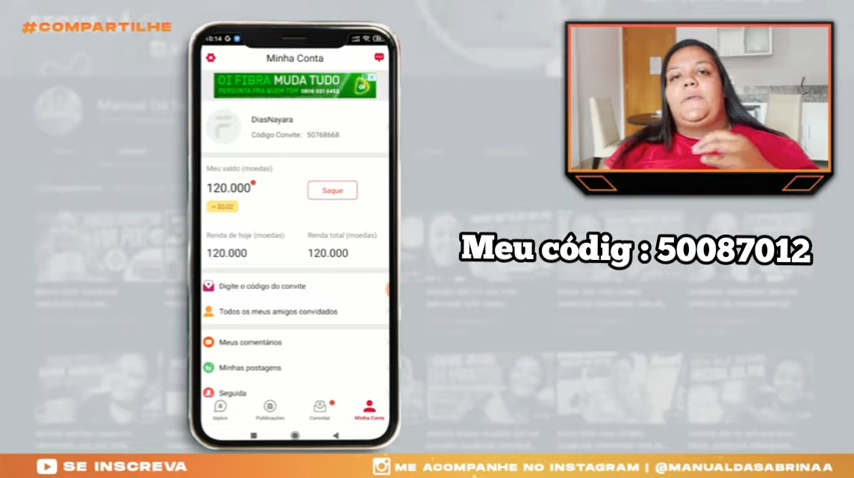 #COMPARTILHE
Minha Conta
OI FIBRA MUDA TUDO
DiasNayara
Código Convite: 50768668
Meu saldo (moedas)
120.000
Saque
≈ $0,02
Renda de hoje (moedas)
Renda total (moedas)
120.000
120.000
Digite o código do convite
Todos os meus amigos convidados
Meus comentários
Minhas postagens
Seguida
Publicações
Minha Conta
Meu códig : 50087012
SE INSCREVA
ME ACOMPANHE NO INSTAGRAM | @MANUALDASABRINAA